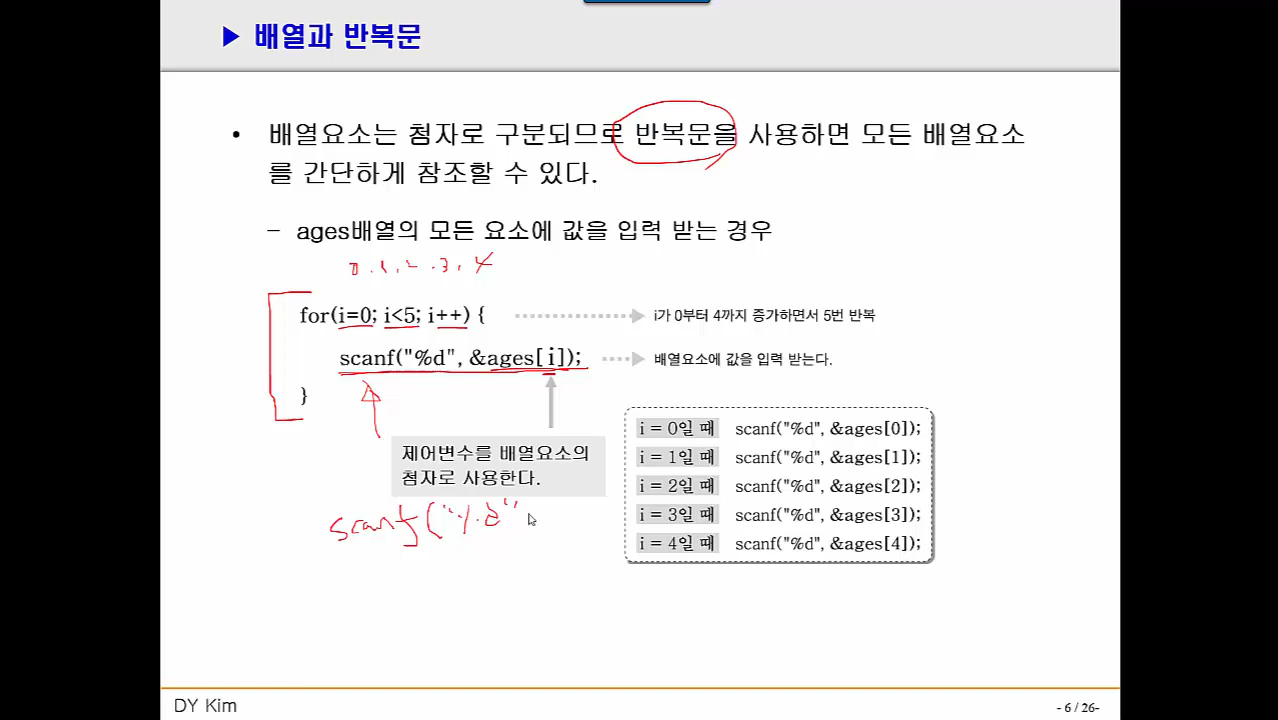 ▶ 배열과 반복문
• 배열요소는 첨자로 구분되므로 반복문을 사용하면 모든 배열요소
를 간단하게 참조할 수 있다.
– ages배열의 모든 요소에 값을 입력 받는 경우
0 . 1 , 2 . 3 , 4
for(i=0; i<5; i++) {
i가 0부터 4까지 증가하면서 5번 반복
scanf("%d", &ages[i]);
배열요소에 값을 입력 받는다.
}
제어변수를 배열요소의
첨자로 사용한다.
scanf("%d"
i = 0일 때 scanf("%d", &ages[0]);
i = 1일 때 scanf("%d", &ages[1]);
i = 2일 때 scanf("%d", &ages[2]);
i = 3일 때 scanf("%d", &ages[3]);
i = 4일 때 scanf("%d", &ages[4]);
DY Kim
- 6 / 26-